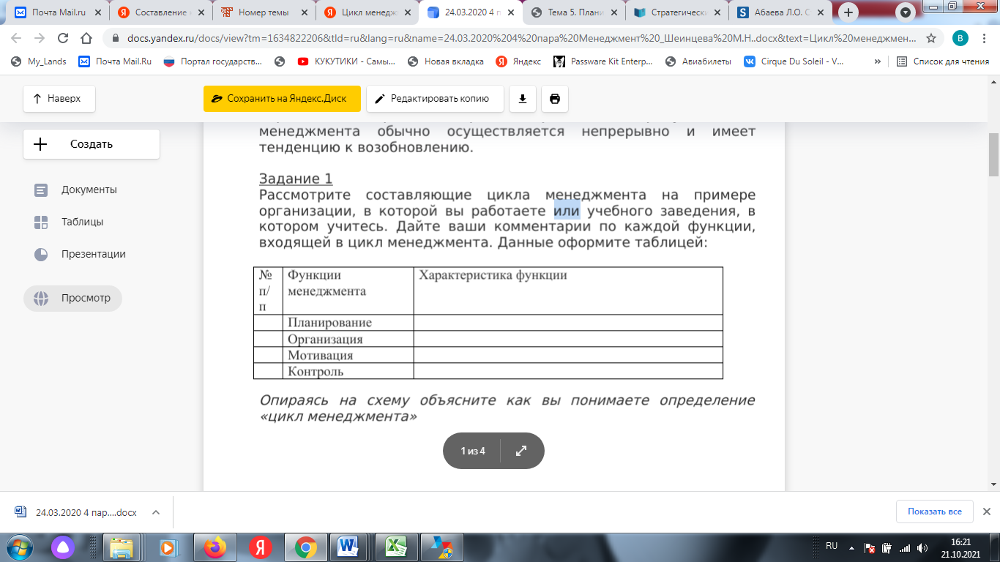 Почта Mail.ru
Составление
Номер темы
Цикл менедж
24.03.2020 4 п
Тема 5. Плани
Стратегическ
Абаева Л.О. С
docs.yandex.ru/docs/view?tm=1634822206&tld=ru&lang=ru&name=24.03.2020%204%20пара%20Менеджмент%20_Шеинцева%20М.Н..docx&text=Цикл%20менеджмен...
В
My_Lands
Почта Mail.Ru
Портал государств...
КУКУТИКИ - Самы...
Новая вкладка
Яндекс
Passware Kit Enterp...
Авиабилеты
Cirque Du Soleil - V...
»
Список для чтения
Наверх
Сохранить на Яндекс.Диск
Редактировать копию
Создать
Документы
Таблицы
Презентации
Просмотр
менеджмента обычно осуществляется непрерывно и имеет
тенденцию к возобновлению.
Задание 1
Рассмотрите составляющие цикла менеджмента на примере
организации, в которой вы работаете или учебного заведения, в
котором учитесь. Дайте ваши комментарии по каждой функции,
входящей в цикл менеджмента. Данные оформите таблицей:
№ п/п
Функции менеджмента
Характеристика функции
Планирование
Организация
Мотивация
Контроль
Опираясь на схему объясните как вы понимаете определение
«цикл менеджмента»
1 из 4
24.03.2020 4 пар....docx
Показать все
RU
16:21
21.10.2021